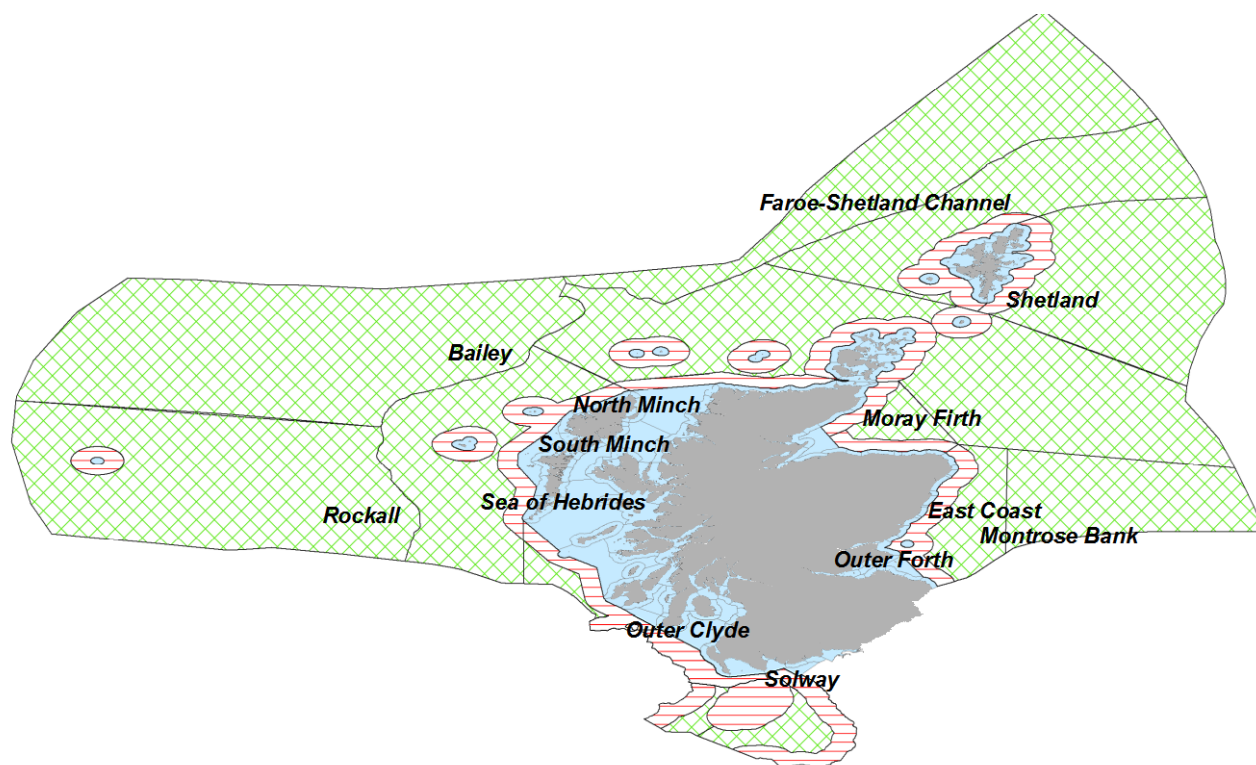 Faroe-Shetland Channel
Shetland
Bailey
North Minch
Moray Firth
South Minch
Sea of Hebrides
Rockall
East Coast
Montrose Bank
Outer Forth
Outer Clyde
Solway